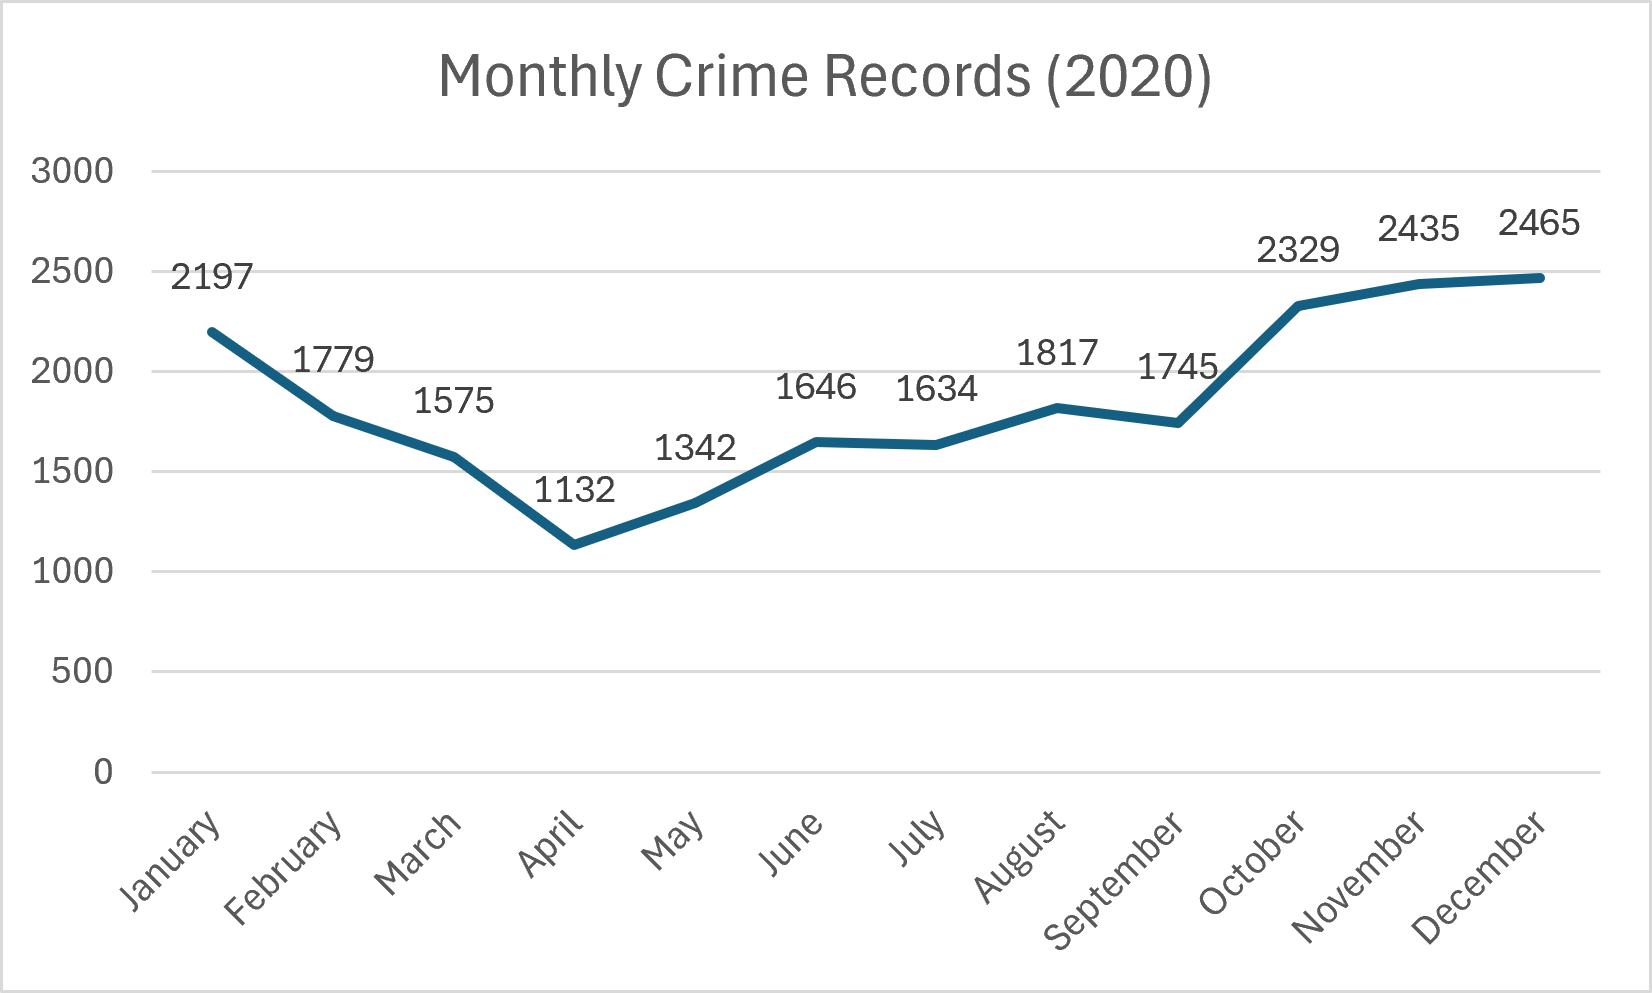 Monthly Crime Records (2020)
3000
2500
2000
1500
1000
500
0
2197
1779
1575
1132
1342
1646
1634
1817
1745
2329
2435
2465
January
February
March
April
May
June
July
August
September
October
November
December